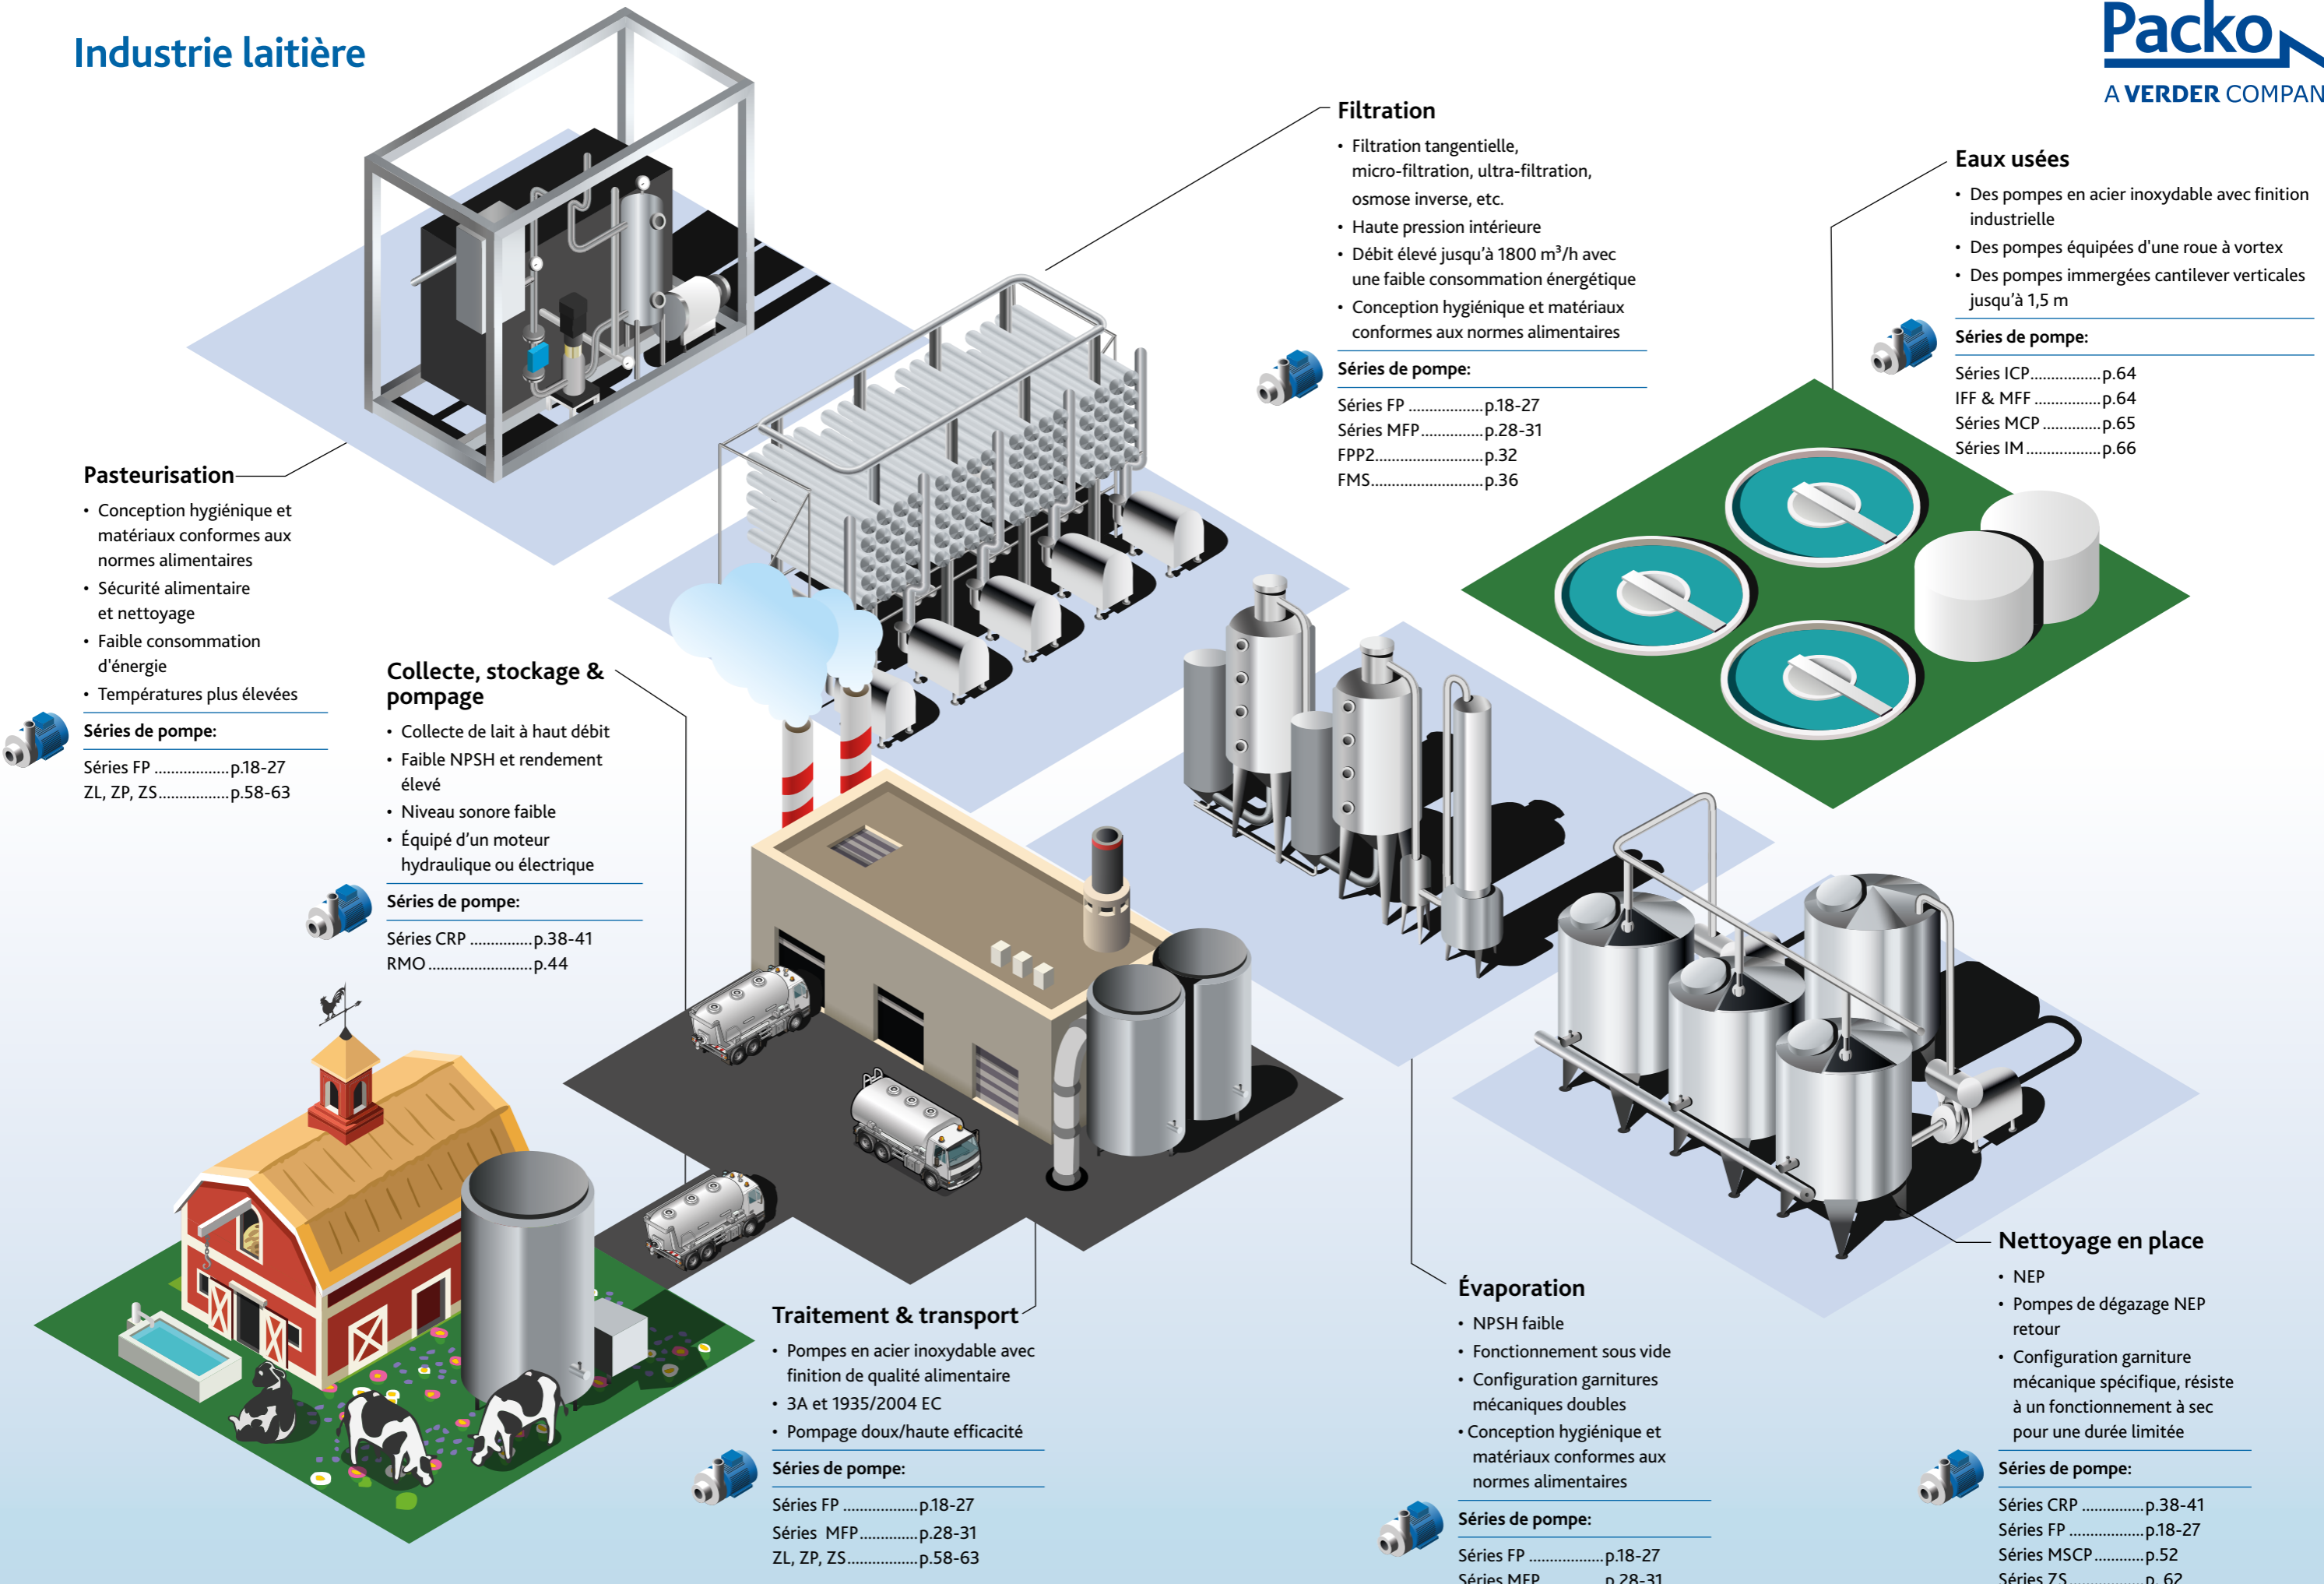 Industrie laitière
Packo
A VERDER COMPAN
Filtration
• Filtration tangentielle,
micro-filtration, ultra-filtration,
osmose inverse, etc.
• Haute pression intérieure
• Débit élevé jusqu'à 1800 m³/h avec
une faible consommation énergétique
• Conception hygiénique et matériaux
conformes aux normes alimentaires
Séries de pompe:
Séries FP ..................p.18-27
Séries MFP...............p.28-31
FPP2..........................p.32
FMS...........................p.36
Eaux usées
• Des pompes en acier inoxydable avec finition
industrielle
• Des pompes équipées d'une roue à vortex
• Des pompes immergées cantilever verticales
jusqu'à 1,5 m
Séries de pompe:
Séries ICP.................p.64
IFF & MFF ................p.64
Séries MCP ..............p.65
Séries IM..................p.66
Pasteurisation
• Conception hygiénique et
matériaux conformes aux
normes alimentaires
• Sécurité alimentaire
et nettoyage
• Faible consommation
d'énergie
• Températures plus élevées
Séries de pompe:
Séries FP ..................p.18-27
ZL, ZP, ZS.................p.58-63
Collecte, stockage &
pompage
• Collecte de lait à haut débit
• Faible NPSH et rendement
élevé
• Niveau sonore faible
• Équipé d'un moteur
hydraulique ou électrique
Séries de pompe:
Séries CRP ...............p.38-41
RMO .........................p.44
Traitement & transport
• Pompes en acier inoxydable avec
finition de qualité alimentaire
• 3A et 1935/2004 EC
• Pompage doux/haute efficacité
Séries de pompe:
Séries FP ..................p.18-27
Séries  MFP..............p.28-31
ZL, ZP, ZS.................p.58-63
Évaporation
• NPSH faible
• Fonctionnement sous vide
• Configuration garnitures
mécaniques doubles
• Conception hygiénique et
matériaux conformes aux
normes alimentaires
Séries de pompe:
Séries FP ..................p.18-27
Séries MFP...............p.28-31
Nettoyage en place
• NEP
• Pompes de dégazage NEP
retour
• Configuration garniture
mécanique spécifique, résiste
à un fonctionnement à sec
pour une durée limitée
Séries de pompe:
Séries CRP ...............p.38-41
Séries FP ..................p.18-27
Séries MSCP............p.52
Séries ZS..................p. 62